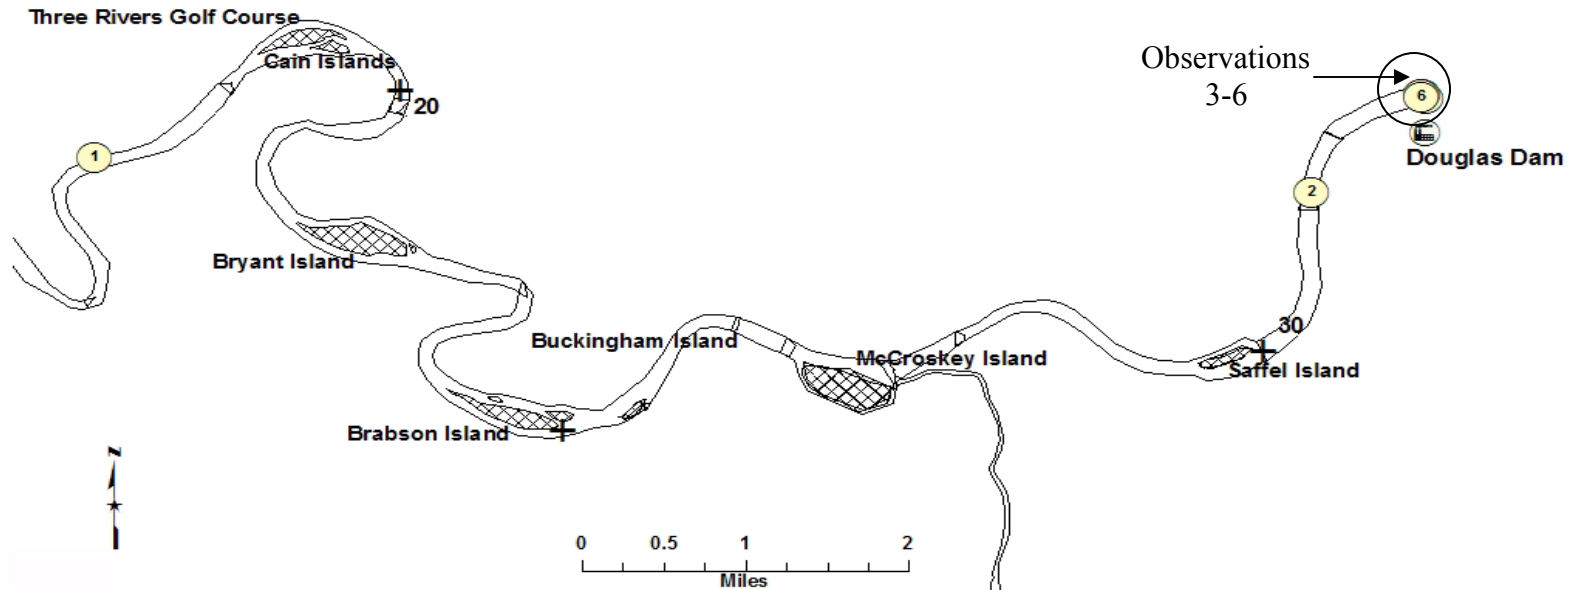 Three Rivers Golf Course
Cain Islands
20
1
Observations
3-6
6
Douglas Dam
2
Bryant Island
Buckingham Island
30
McCroskey Island
Saffel Island
Brabson Island
N
0 0.5 1 2
Miles